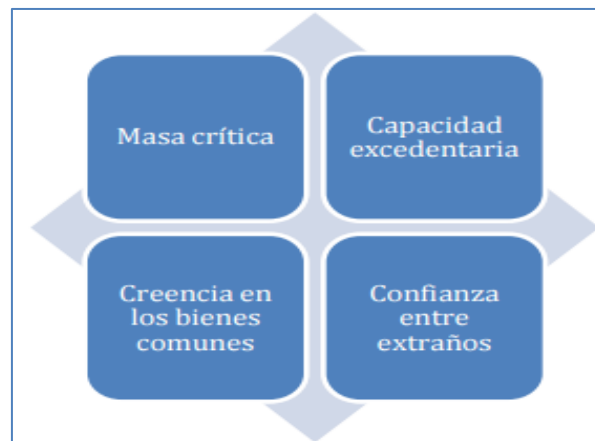 Masa crítica
Capacidad
excedentaria
Creencia en
los bienes
comunes
Confianza
entre
extraños